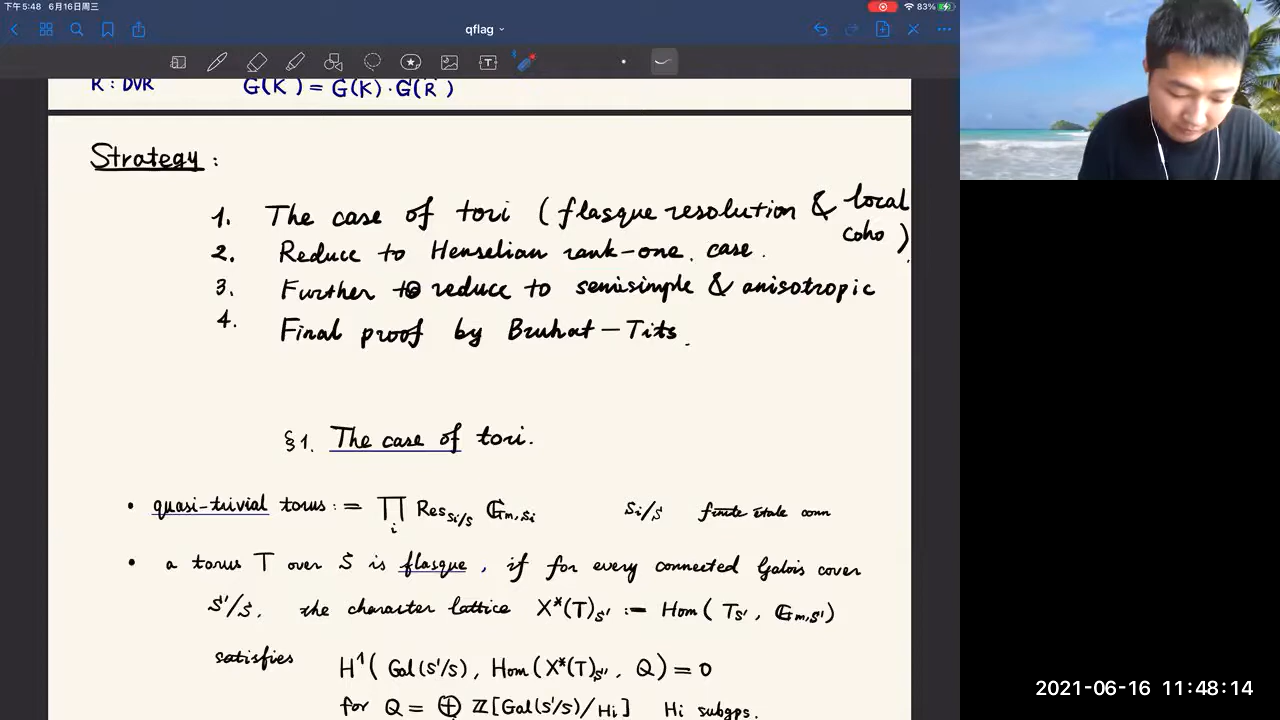 下午5:48 6月16日周三
83%
qflag
R : DVR G(K̂) = G(K)·G(R̂)
Strategy :
1. The case of tori (flasque resolution & local coho)
2. Reduce to Henselian rank-one case.
3. Further to reduce to semisimple & anisotropic
4. Final proof by Bruhat–Tits.
§1. The case of tori.
• quasi-trivial torus := ∏_i Res_{Si/S} 𝔾_{m,Si} Si/S finite étale conn
• a torus T over S is flasque, if for every connected Galois cover
S'/S, the character lattice X*(T)_{S'} := Hom( T_{S'}, 𝔾_{m,S'})
satisfies H¹( Gal(S'/S), Hom(X*(T)_{S'}, Q) = 0
for Q = ⊕ ℤ[Gal(S'/S)/Hi] Hi subgps.
2021-06-16 11:48:14